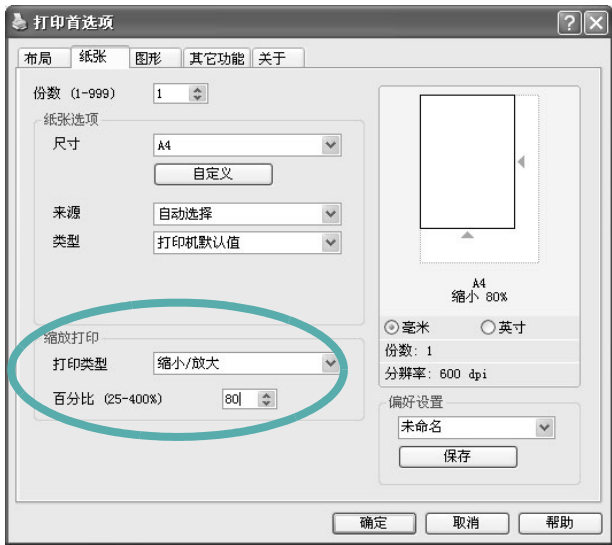 打印首选项
布局 纸张 图形 其它功能 关于
份数 (1-999) 1
纸张选项
尺寸 A4
自定义
来源 自动选择
类型 打印机默认值
缩放打印
打印类型 缩小/放大
百分比 (25-400%) 80
A4
缩小 80%
毫米 英寸
份数: 1
分辨率: 600 dpi
偏好设置
未命名
保存
确定 取消 帮助